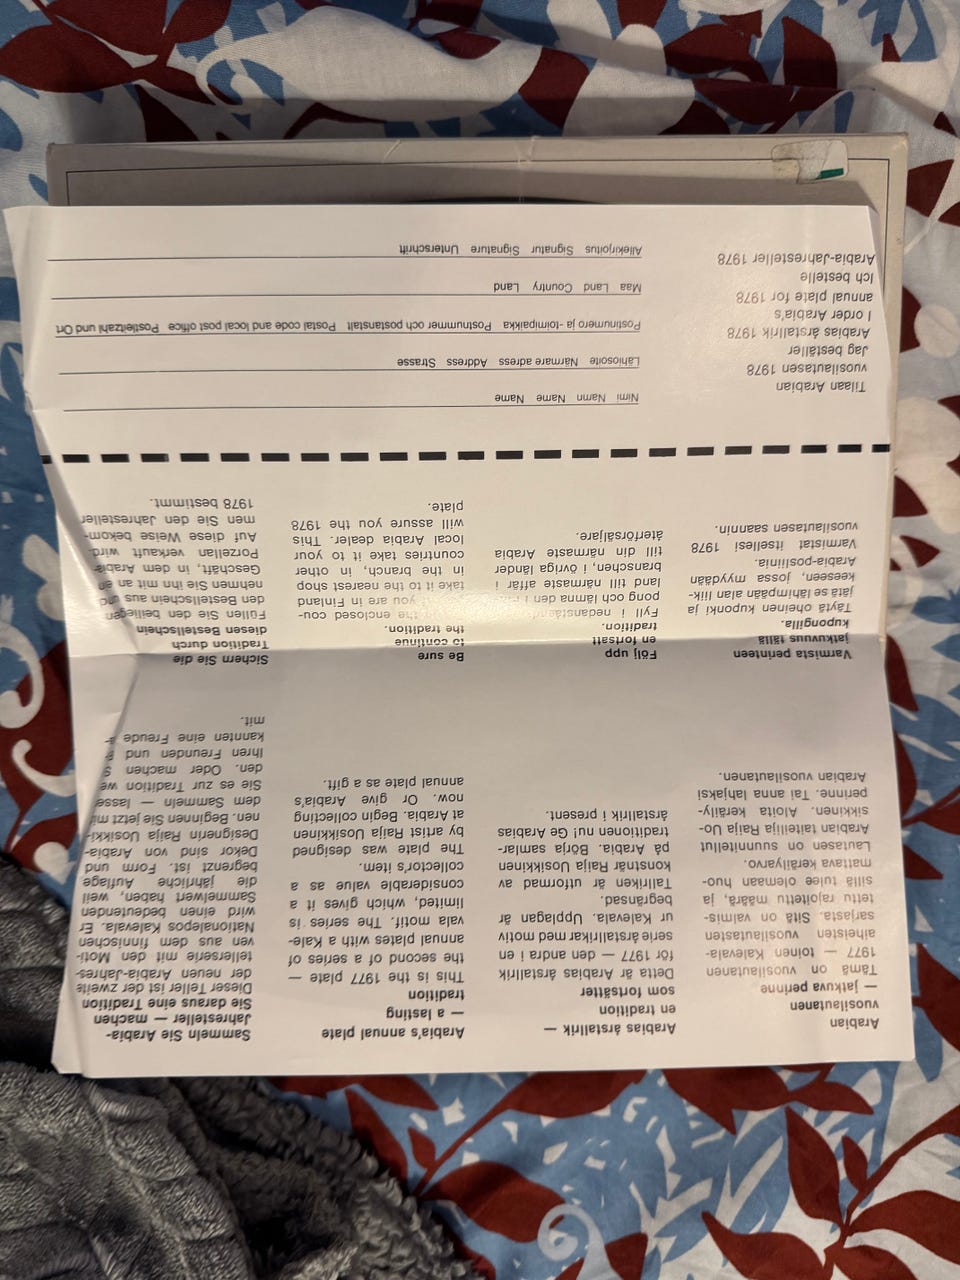 Arabian
vuosilautanen
— jatkuva perinne
Tämä on vuosilautanen
1977 — toinen Kalevala-
aiheisten vuosilautasten
sarjasta. Sitä on valmis-
tettu rajoitettu määrä, ja
siitä tulee olemaan huo-
mattava keräilyarvo.
Lautasen on suunnitellut
Arabian taiteilija Raija Uo-
sikkinen. Aloita keräily-
perinne. Tai anna lahjaksi
Arabian vuosilautanen.
Arabias årstallrik —
en tradition
som fortsätter
Detta är Arabias årstallrik
för 1977 — den andra i en
serie årstallrikar med motiv
ur Kalevala. Upplagan är
begränsad.
Talliken är utformad av
konstnär Raija Uosikkinen
på Arabia. Börja samlar-
traditionen nu! Ge Arabias
årstallrik i present.
Arabia's annual plate
— a lasting
tradition
This is the 1977 plate —
the second of a series of
annual plates with a Kale-
vala motif. The series is
limited, which gives it a
considerable value as a
collector's item.
The plate was designed
by artist Raija Uosikkinen
at Arabia. Begin collecting
now. Or give Arabia's
annual plate as a gift.
Sammeln Sie Arabia-
Jahresteller — machen
Sie daraus eine Tradition
Dieser Teller ist der zweite
der neuen Arabia-Jahres-
tellerserie mit den Moti-
ven aus dem finnischen
Nationalepos Kalevala. Er
wird einen bedeutenden
Sammelwert haben, weil
die jährliche Auflage
begrenzt ist. Form und
Dekor sind von Arabia-
Designerin Raija Uosikki-
nen. Beginnen Sie jetzt mit
dem Sammeln —
Sie es zur Tradition
den. Oder machen
Ihren Freunden und
kannten eine Freude
mit.
Varmista perinteen
jatkuvuus tällä
kupongilla.
Täytä oheinen kuponki ja
jätä se lähimpään alan liik-
keeseen, jossa myydään
Arabia-posliinia.
Varmistat itsellesi 1978
vuosilautasen saannin.
Följ upp
en fortsatt
tradition.
Fyll i
pong och lämna den i
land till närmaste affär i
branschen, i övriga länder
till din närmaste Arabia
återförsäljare.
Be sure
to continue
the tradition.
the enclosed cou-
if you are in Finland
take it to the nearest shop
in the branch, in other
countries take it to your
local Arabia dealer. This
will assure you the 1978
plate.
Sichern Sie die
Tradition durch
diesen Bestellschein
Füllen Sie den
den Bestellschein aus und
nehmen Sie ihn mit an
Geschäft, in dem
Porzellan verkauft wird.
Auf diese Weise bekom-
men Sie den Jahresteller
1978 bestimmt.
Tilaan Arabian
vuosilautasen 1978
Jag beställer
Arabias årstallrik 1978
I order Arabia's
annual plate for 1978
Ich bestelle
Arabia-Jahresteller 1978
Nimi Namn Name Name
Lähiosoite Närmare adress Address Strasse
Postinumero ja -toimipaikka Postnummer och postanstalt Postal code and local post office Postleitzahl und Ort
Maa Land Country Land
Allekirjoitus Signatur Signature Unterschrift